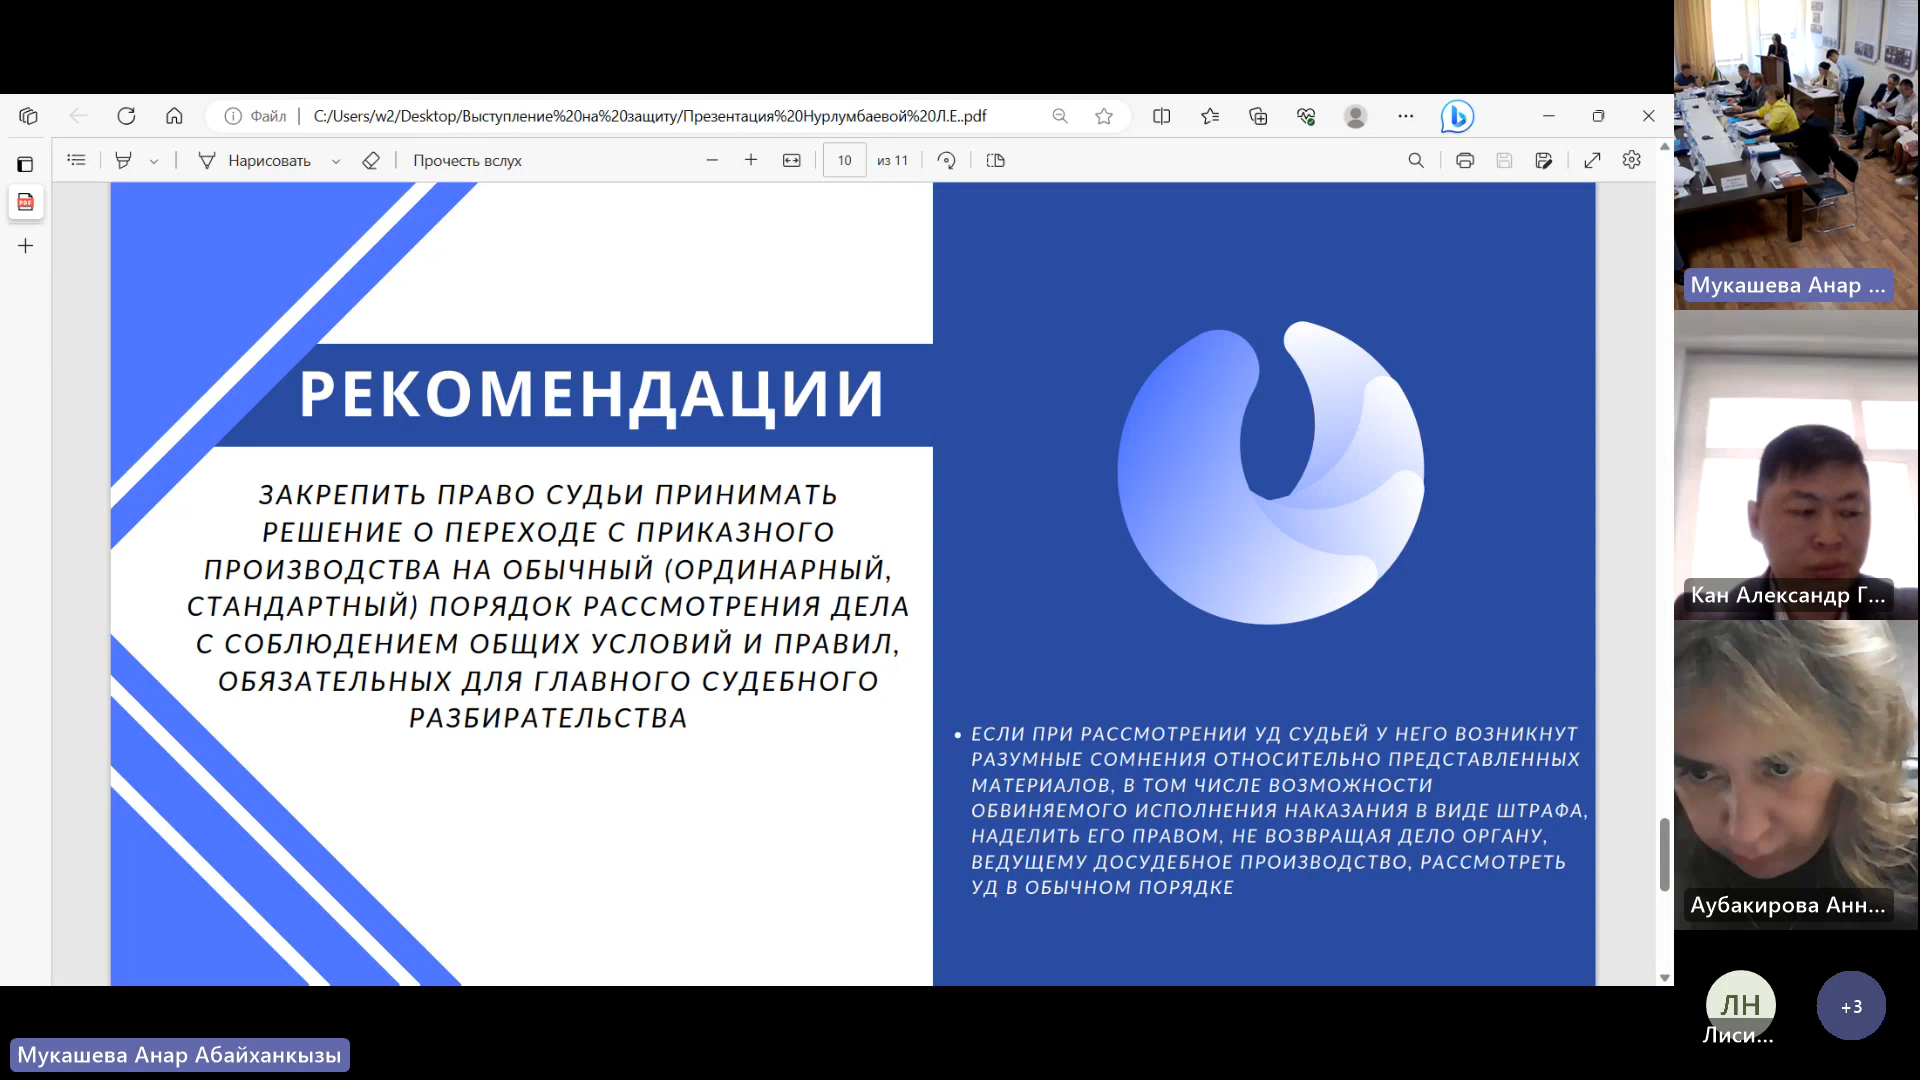 Файл
C:/Users/w2/Desktop/Выступление%20на%20защиту/Презентация%20Нурлумбаевой%20Л.Е..pdf
Нарисовать
Прочесть вслух
10 из 11
РЕКОМЕНДАЦИИ
ЗАКРЕПИТЬ ПРАВО СУДЬИ ПРИНИМАТЬ
РЕШЕНИЕ О ПЕРЕХОДЕ С ПРИКАЗНОГО
ПРОИЗВОДСТВА НА ОБЫЧНЫЙ (ОРДИНАРНЫЙ,
СТАНДАРТНЫЙ) ПОРЯДОК РАССМОТРЕНИЯ ДЕЛА
С СОБЛЮДЕНИЕМ ОБЩИХ УСЛОВИЙ И ПРАВИЛ,
ОБЯЗАТЕЛЬНЫХ ДЛЯ ГЛАВНОГО СУДЕБНОГО
РАЗБИРАТЕЛЬСТВА
• ЕСЛИ ПРИ РАССМОТРЕНИИ УД СУДЬЕЙ У НЕГО ВОЗНИКНУТ
РАЗУМНЫЕ СОМНЕНИЯ ОТНОСИТЕЛЬНО ПРЕДСТАВЛЕННЫХ
МАТЕРИАЛОВ, В ТОМ ЧИСЛЕ ВОЗМОЖНОСТИ
ОБВИНЯЕМОГО ИСПОЛНЕНИЯ НАКАЗАНИЯ В ВИДЕ ШТРАФА,
НАДЕЛИТЬ ЕГО ПРАВОМ, НЕ ВОЗВРАЩАЯ ДЕЛО ОРГАНУ,
ВЕДУЩЕМУ ДОСУДЕБНОЕ ПРОИЗВОДСТВО, РАССМОТРЕТЬ
УД В ОБЫЧНОМ ПОРЯДКЕ
Мукашева Анар ...
Кан Александр Г...
Аубакирова Анн...
ЛН
Лиси...
+3
Мукашева Анар Абайханкызы